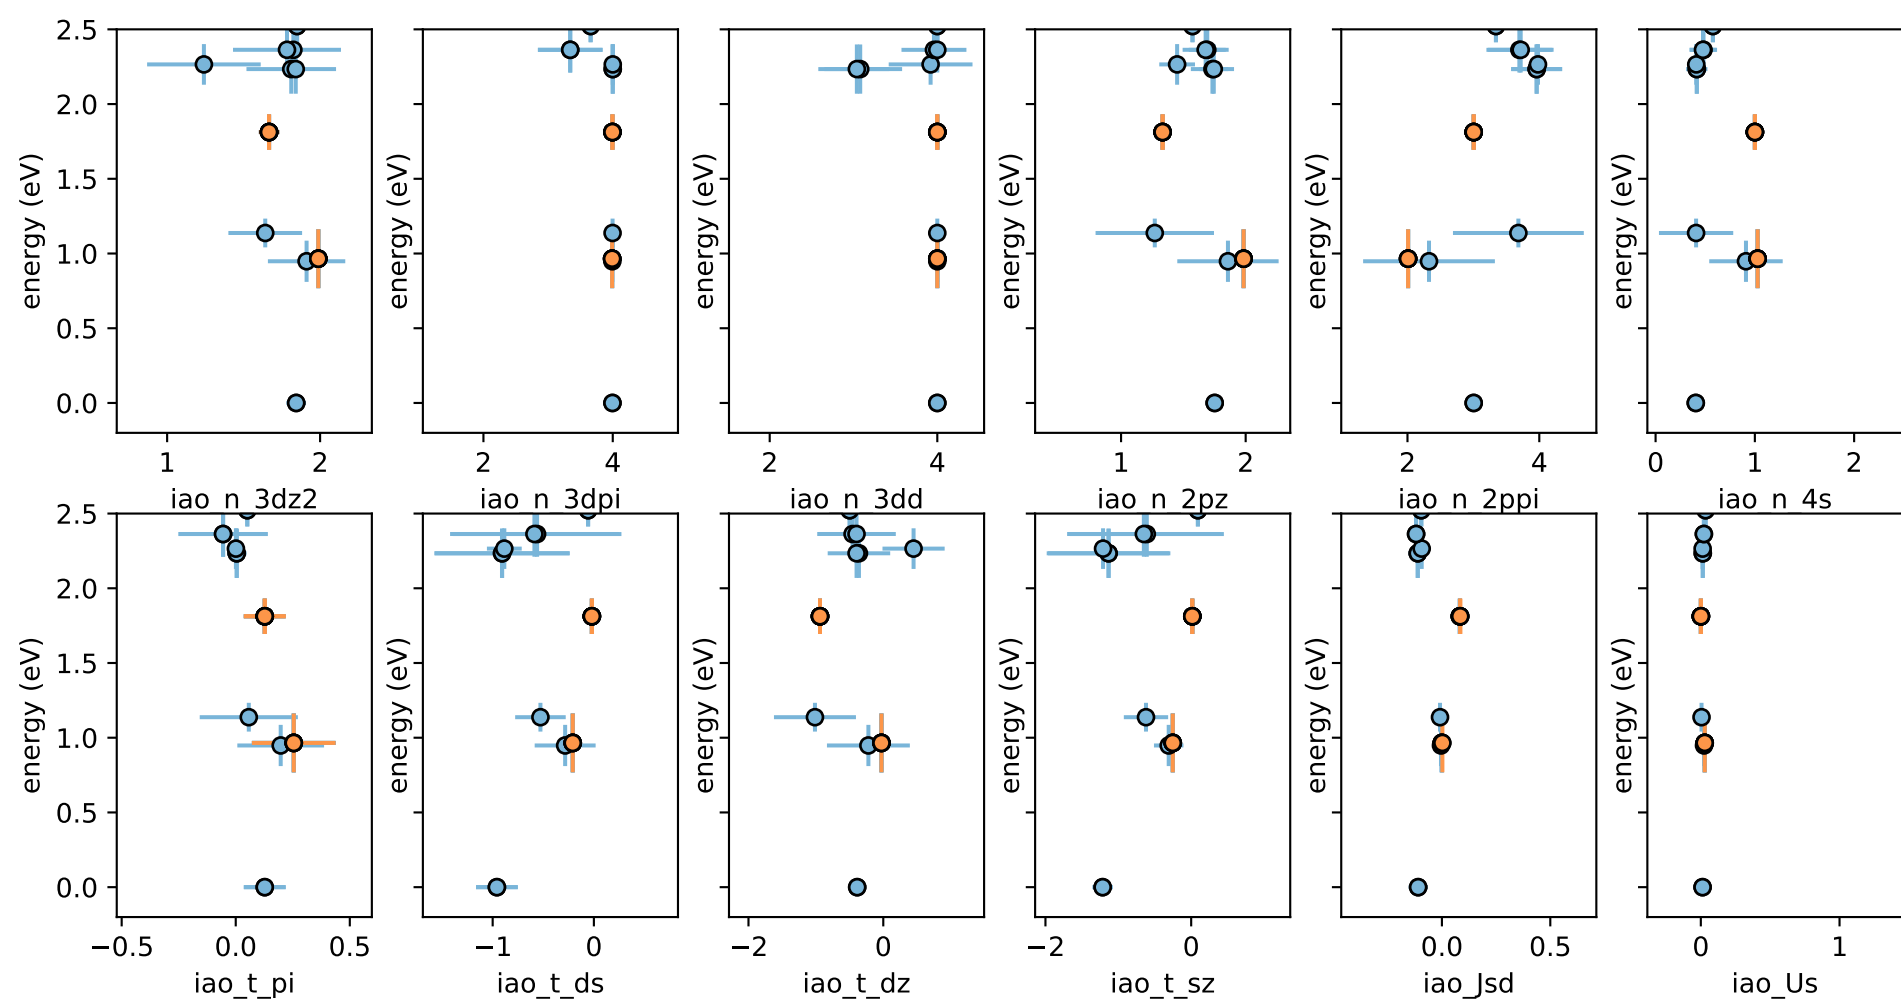 2.5
2.0
1.5
1.0
0.5
0.0
energy (eV)
energy (eV)
energy (eV)
energy (eV)
energy (eV)
energy (eV)
1 2
2 4
2 4
1 2
2 4
0 1 2
iao_n_3dz2
iao_n_3dpi
iao_n_3dd
iao_n_2pz
iao_n_2ppi
iao_n_4s
2.5
2.0
1.5
1.0
0.5
0.0
energy (eV)
energy (eV)
energy (eV)
energy (eV)
energy (eV)
energy (eV)
−0.5 0.0 0.5
−1 0
−2 0
−2 0
0.0 0.5
0 1
iao_t_pi
iao_t_ds
iao_t_dz
iao_t_sz
iao_Jsd
iao_Us